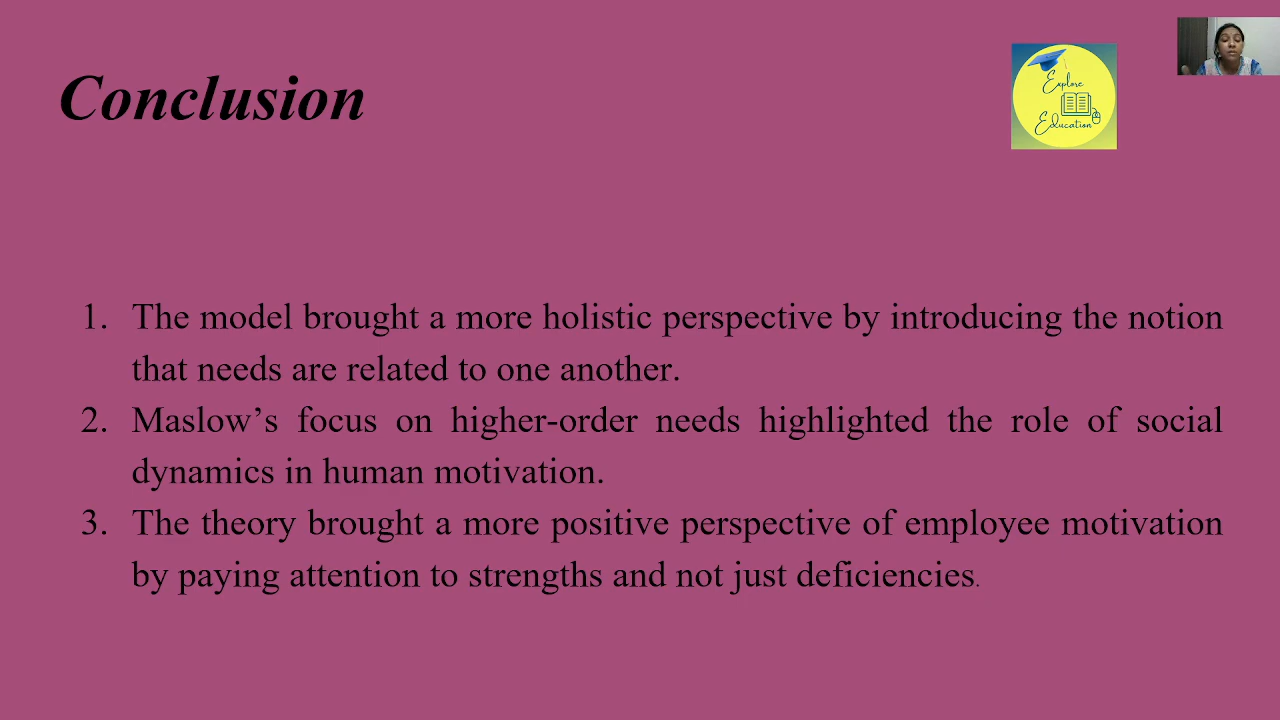 Conclusion
Explore
Education
1. The model brought a more holistic perspective by introducing the notion
that needs are related to one another.
2. Maslow’s focus on higher-order needs highlighted the role of social
dynamics in human motivation.
3. The theory brought a more positive perspective of employee motivation
by paying attention to strengths and not just deficiencies.